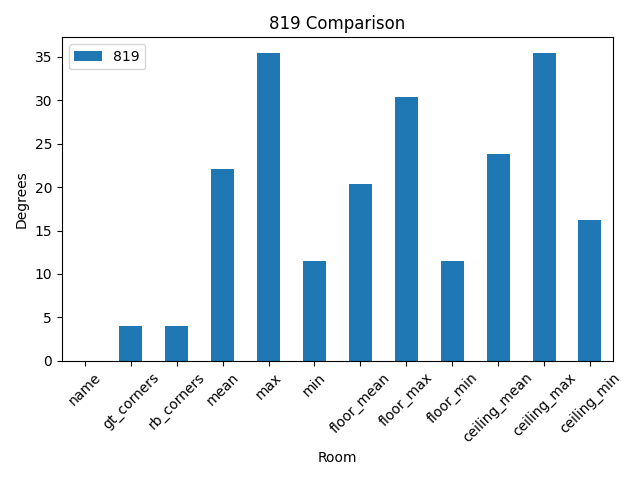 819 Comparison
819
Degrees
35
30
25
20
15
10
5
0
name
gt_corners
rb_corners
mean
max
min
floor_mean
floor_max
floor_min
ceiling_mean
ceiling_max
ceiling_min
Room